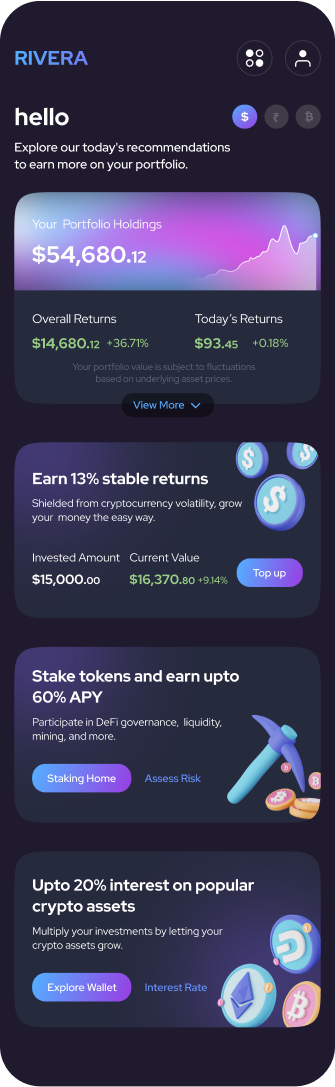 RIVERA
hello
$ ₹ ₿
Explore our today's recommendations
to earn more on your portfolio.
Your Portfolio Holdings
$54,680.12
Overall Returns Today's Returns
$14,680.12 +36.71% $93.45 +0.18%
Your portfolio value is subject to fluctuations
based on underlying asset prices.
View More
Earn 13% stable returns
Shielded from cryptocurrency volatility, grow
your money the easy way.
Invested Amount Current Value
$15,000.00 $16,370.80 +9.14% Top up
Stake tokens and earn upto
60% APY
Participate in DeFi governance, liquidity,
mining, and more.
Staking Home Assess Risk
Upto 20% interest on popular
crypto assets
Multiply your investments by letting your
crypto assets grow.
Explore Wallet Interest Rate